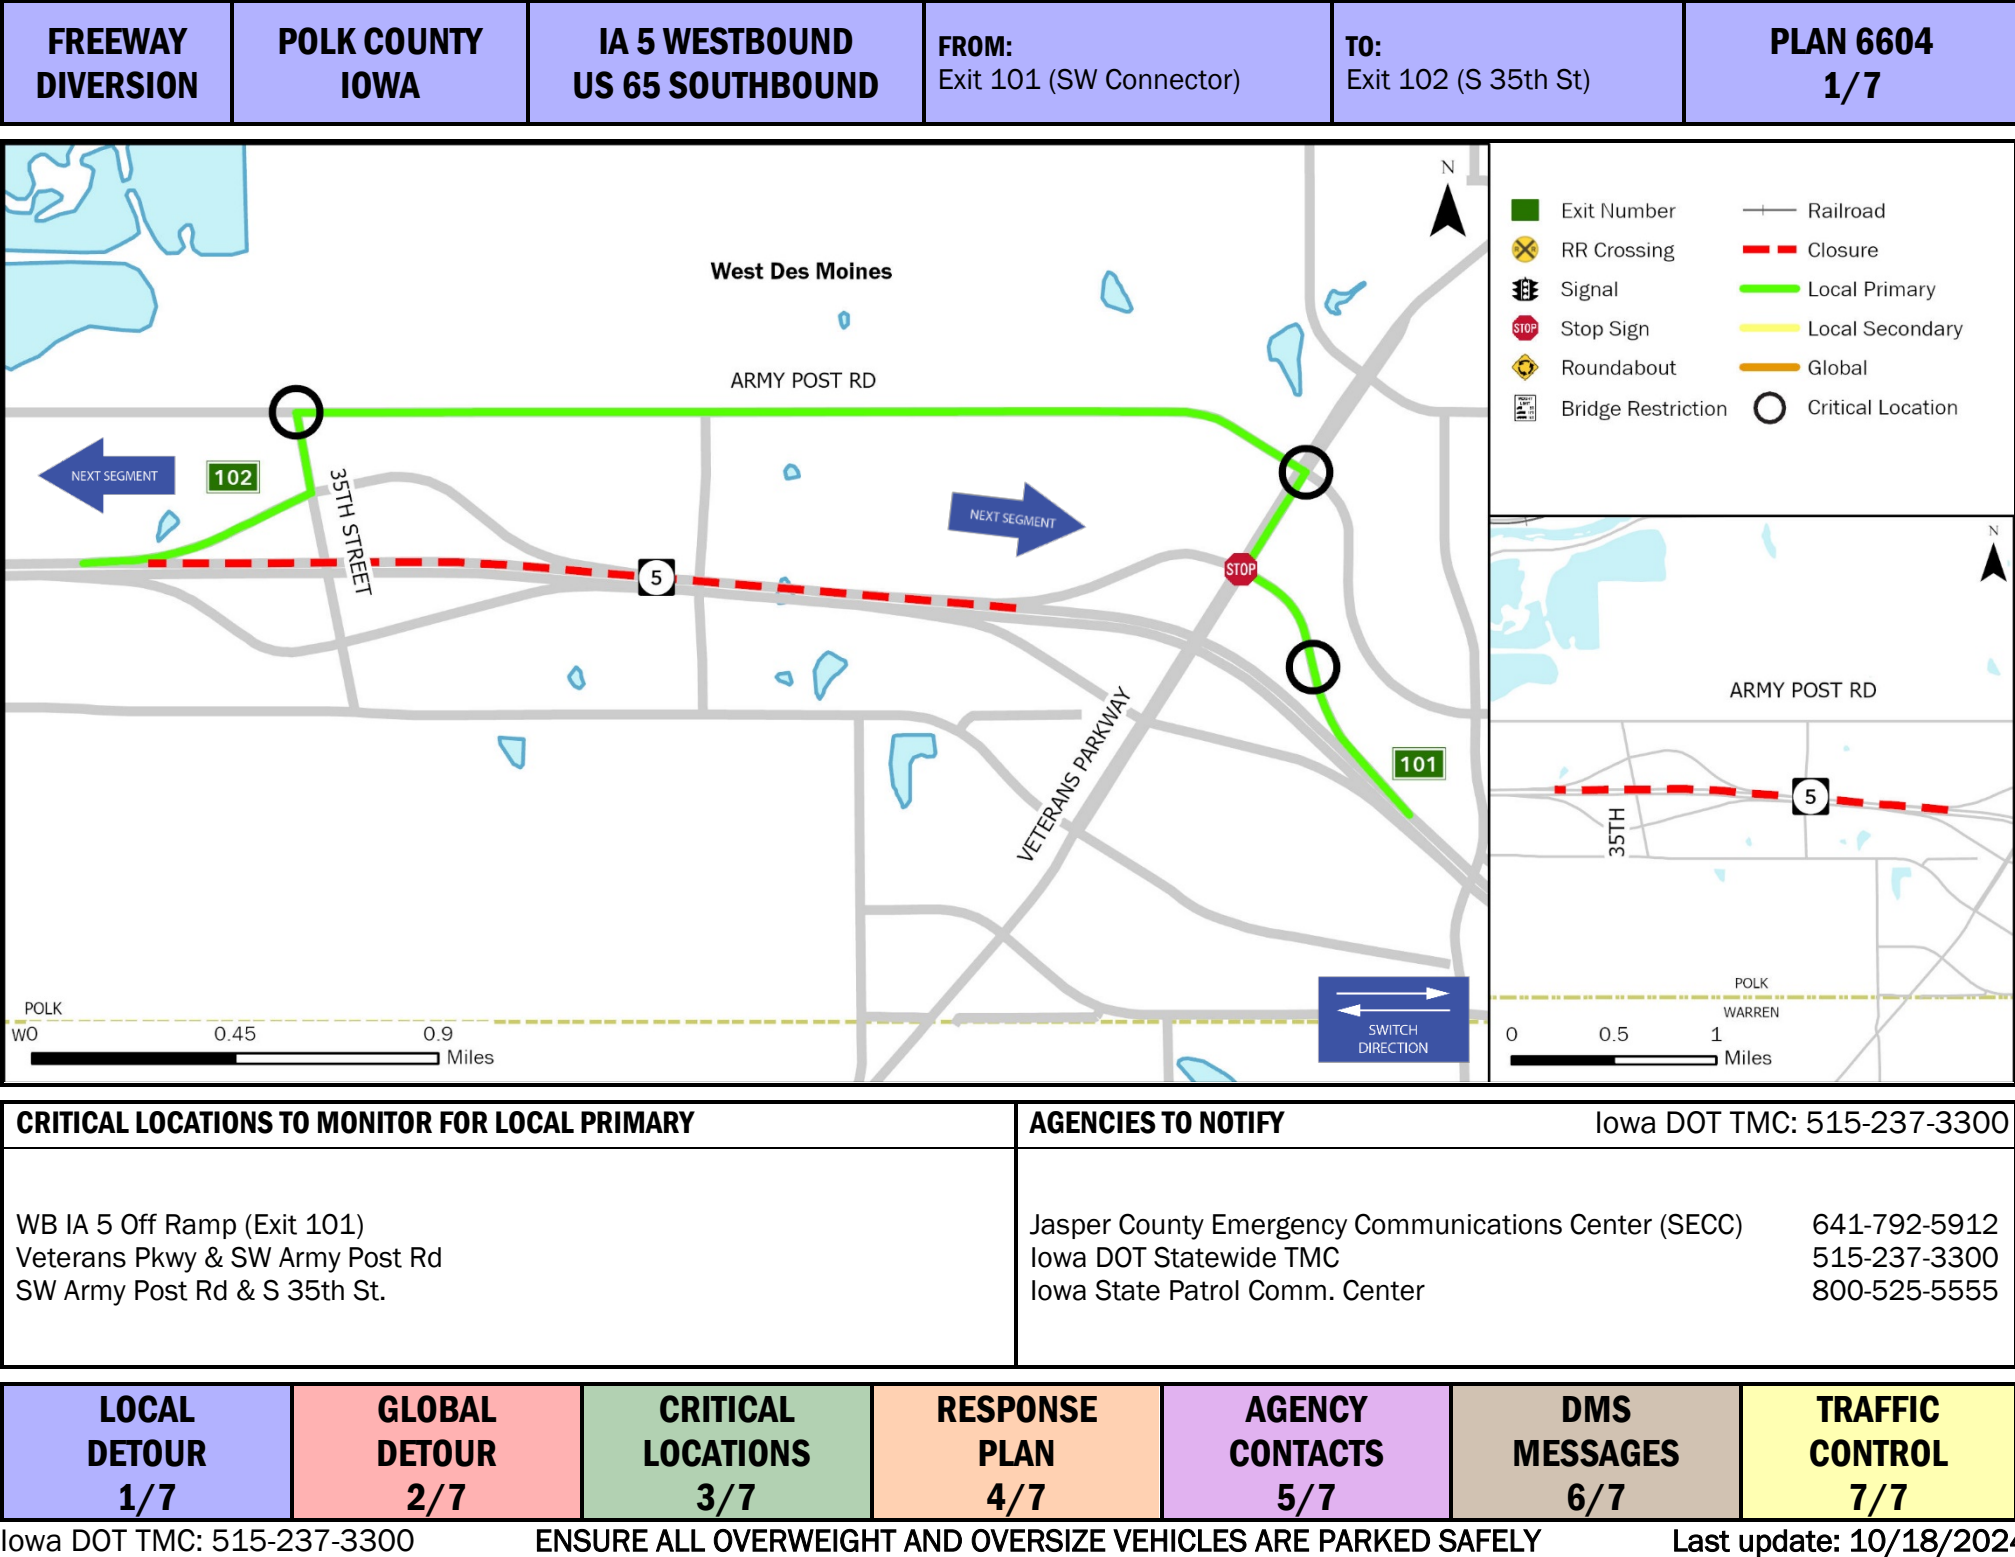 FREEWAY
DIVERSION
POLK COUNTY
IOWA
IA 5 WESTBOUND
US 65 SOUTHBOUND
FROM:
Exit 101 (SW Connector)
TO:
Exit 102 (S 35th St)
PLAN 6604
1/7
N
West Des Moines
ARMY POST RD
NEXT SEGMENT
102
35TH STREET
NEXT SEGMENT
5
STOP
VETERANS PARKWAY
101
POLK
W0 0.45 0.9
Miles
SWITCH
DIRECTION
Exit Number
Railroad
RR Crossing
Closure
Signal
Local Primary
STOP
Stop Sign
Local Secondary
Roundabout
Global
Bridge Restriction
Critical Location
N
ARMY POST RD
5
35TH
POLK
WARREN
0 0.5 1
Miles
CRITICAL LOCATIONS TO MONITOR FOR LOCAL PRIMARY
WB IA 5 Off Ramp (Exit 101)
Veterans Pkwy & SW Army Post Rd
SW Army Post Rd & S 35th St.
AGENCIES TO NOTIFY Iowa DOT TMC: 515-237-3300
Jasper County Emergency Communications Center (SECC) 641-792-5912
Iowa DOT Statewide TMC 515-237-3300
Iowa State Patrol Comm. Center 800-525-5555
LOCAL
DETOUR
1/7
GLOBAL
DETOUR
2/7
CRITICAL
LOCATIONS
3/7
RESPONSE
PLAN
4/7
AGENCY
CONTACTS
5/7
DMS
MESSAGES
6/7
TRAFFIC
CONTROL
7/7
Iowa DOT TMC: 515-237-3300 ENSURE ALL OVERWEIGHT AND OVERSIZE VEHICLES ARE PARKED SAFELY Last update: 10/18/202